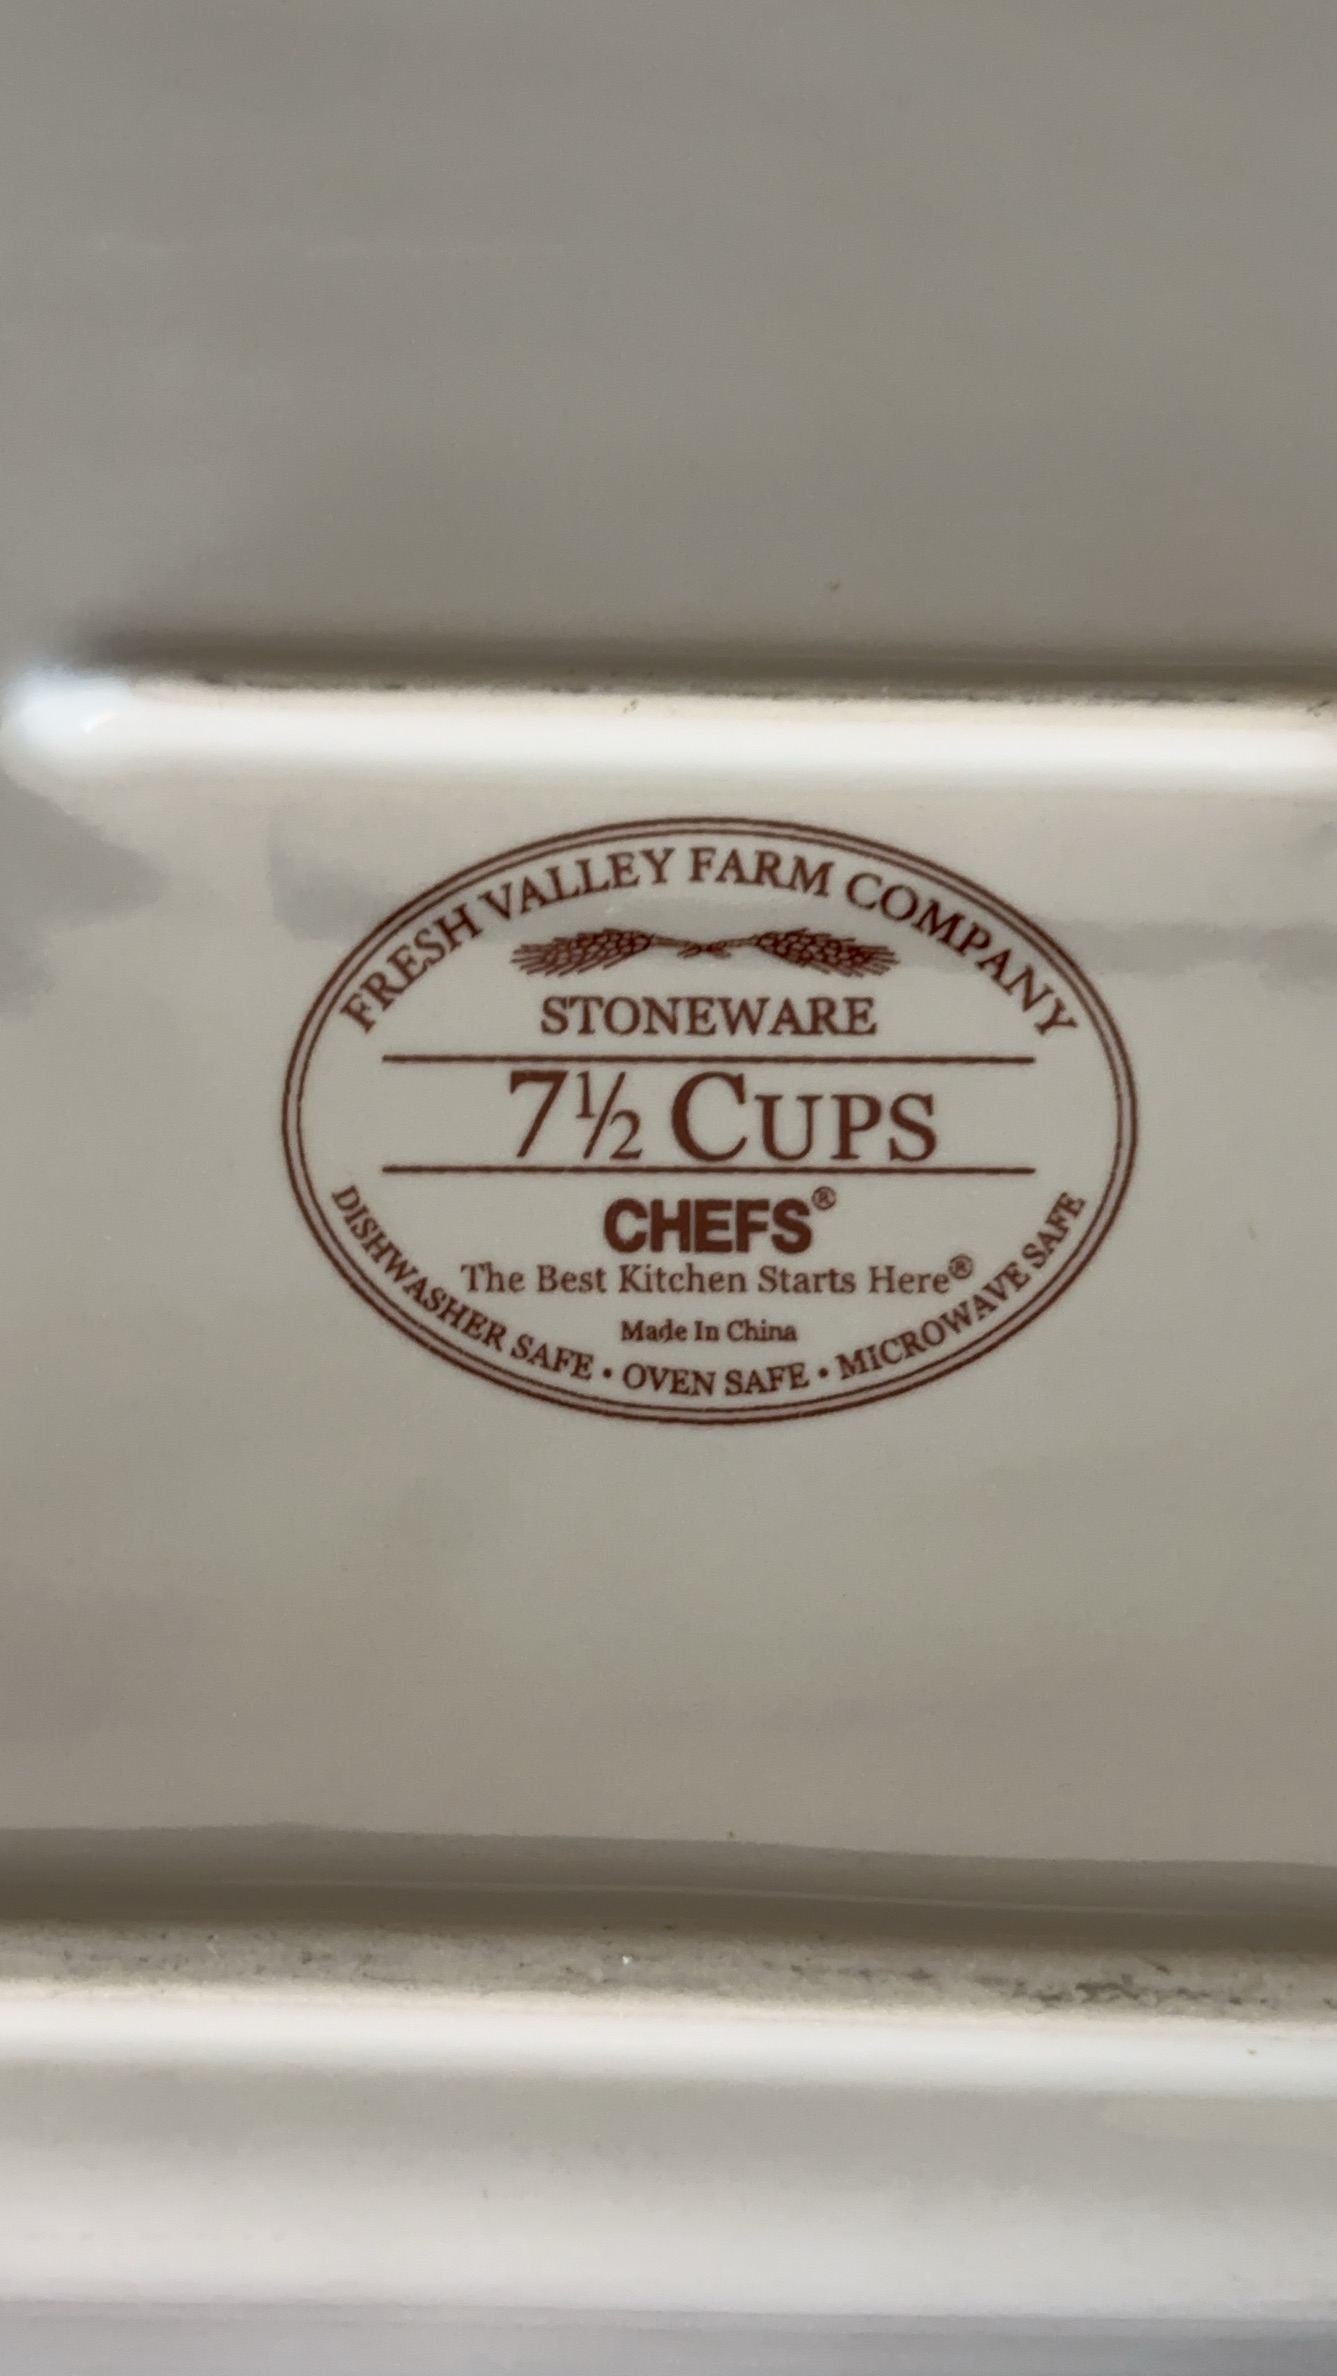 FRESH VALLEY FARM COMPANY
STONEWARE
7½ CUPS
CHEFS®
The Best Kitchen Starts Here®
Made In China
DISHWASHER SAFE • OVEN SAFE • MICROWAVE SAFE